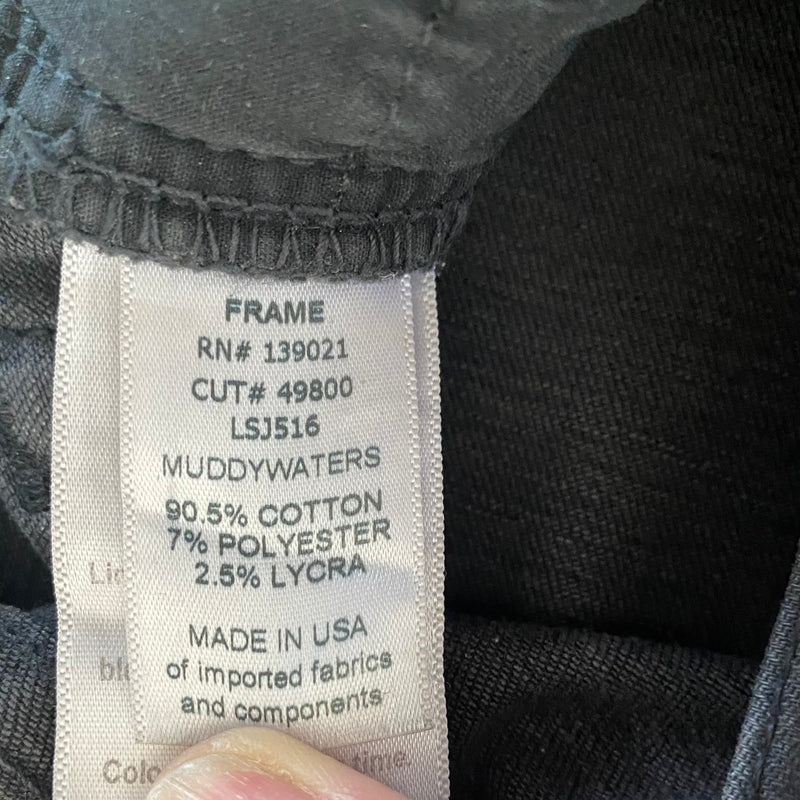 FRAME
RN# 139021
CUT# 49800
LSJ516
MUDDYWATERS
90.5% COTTON
7% POLYESTER
2.5% LYCRA
MADE IN USA
of imported fabrics
and components
time.